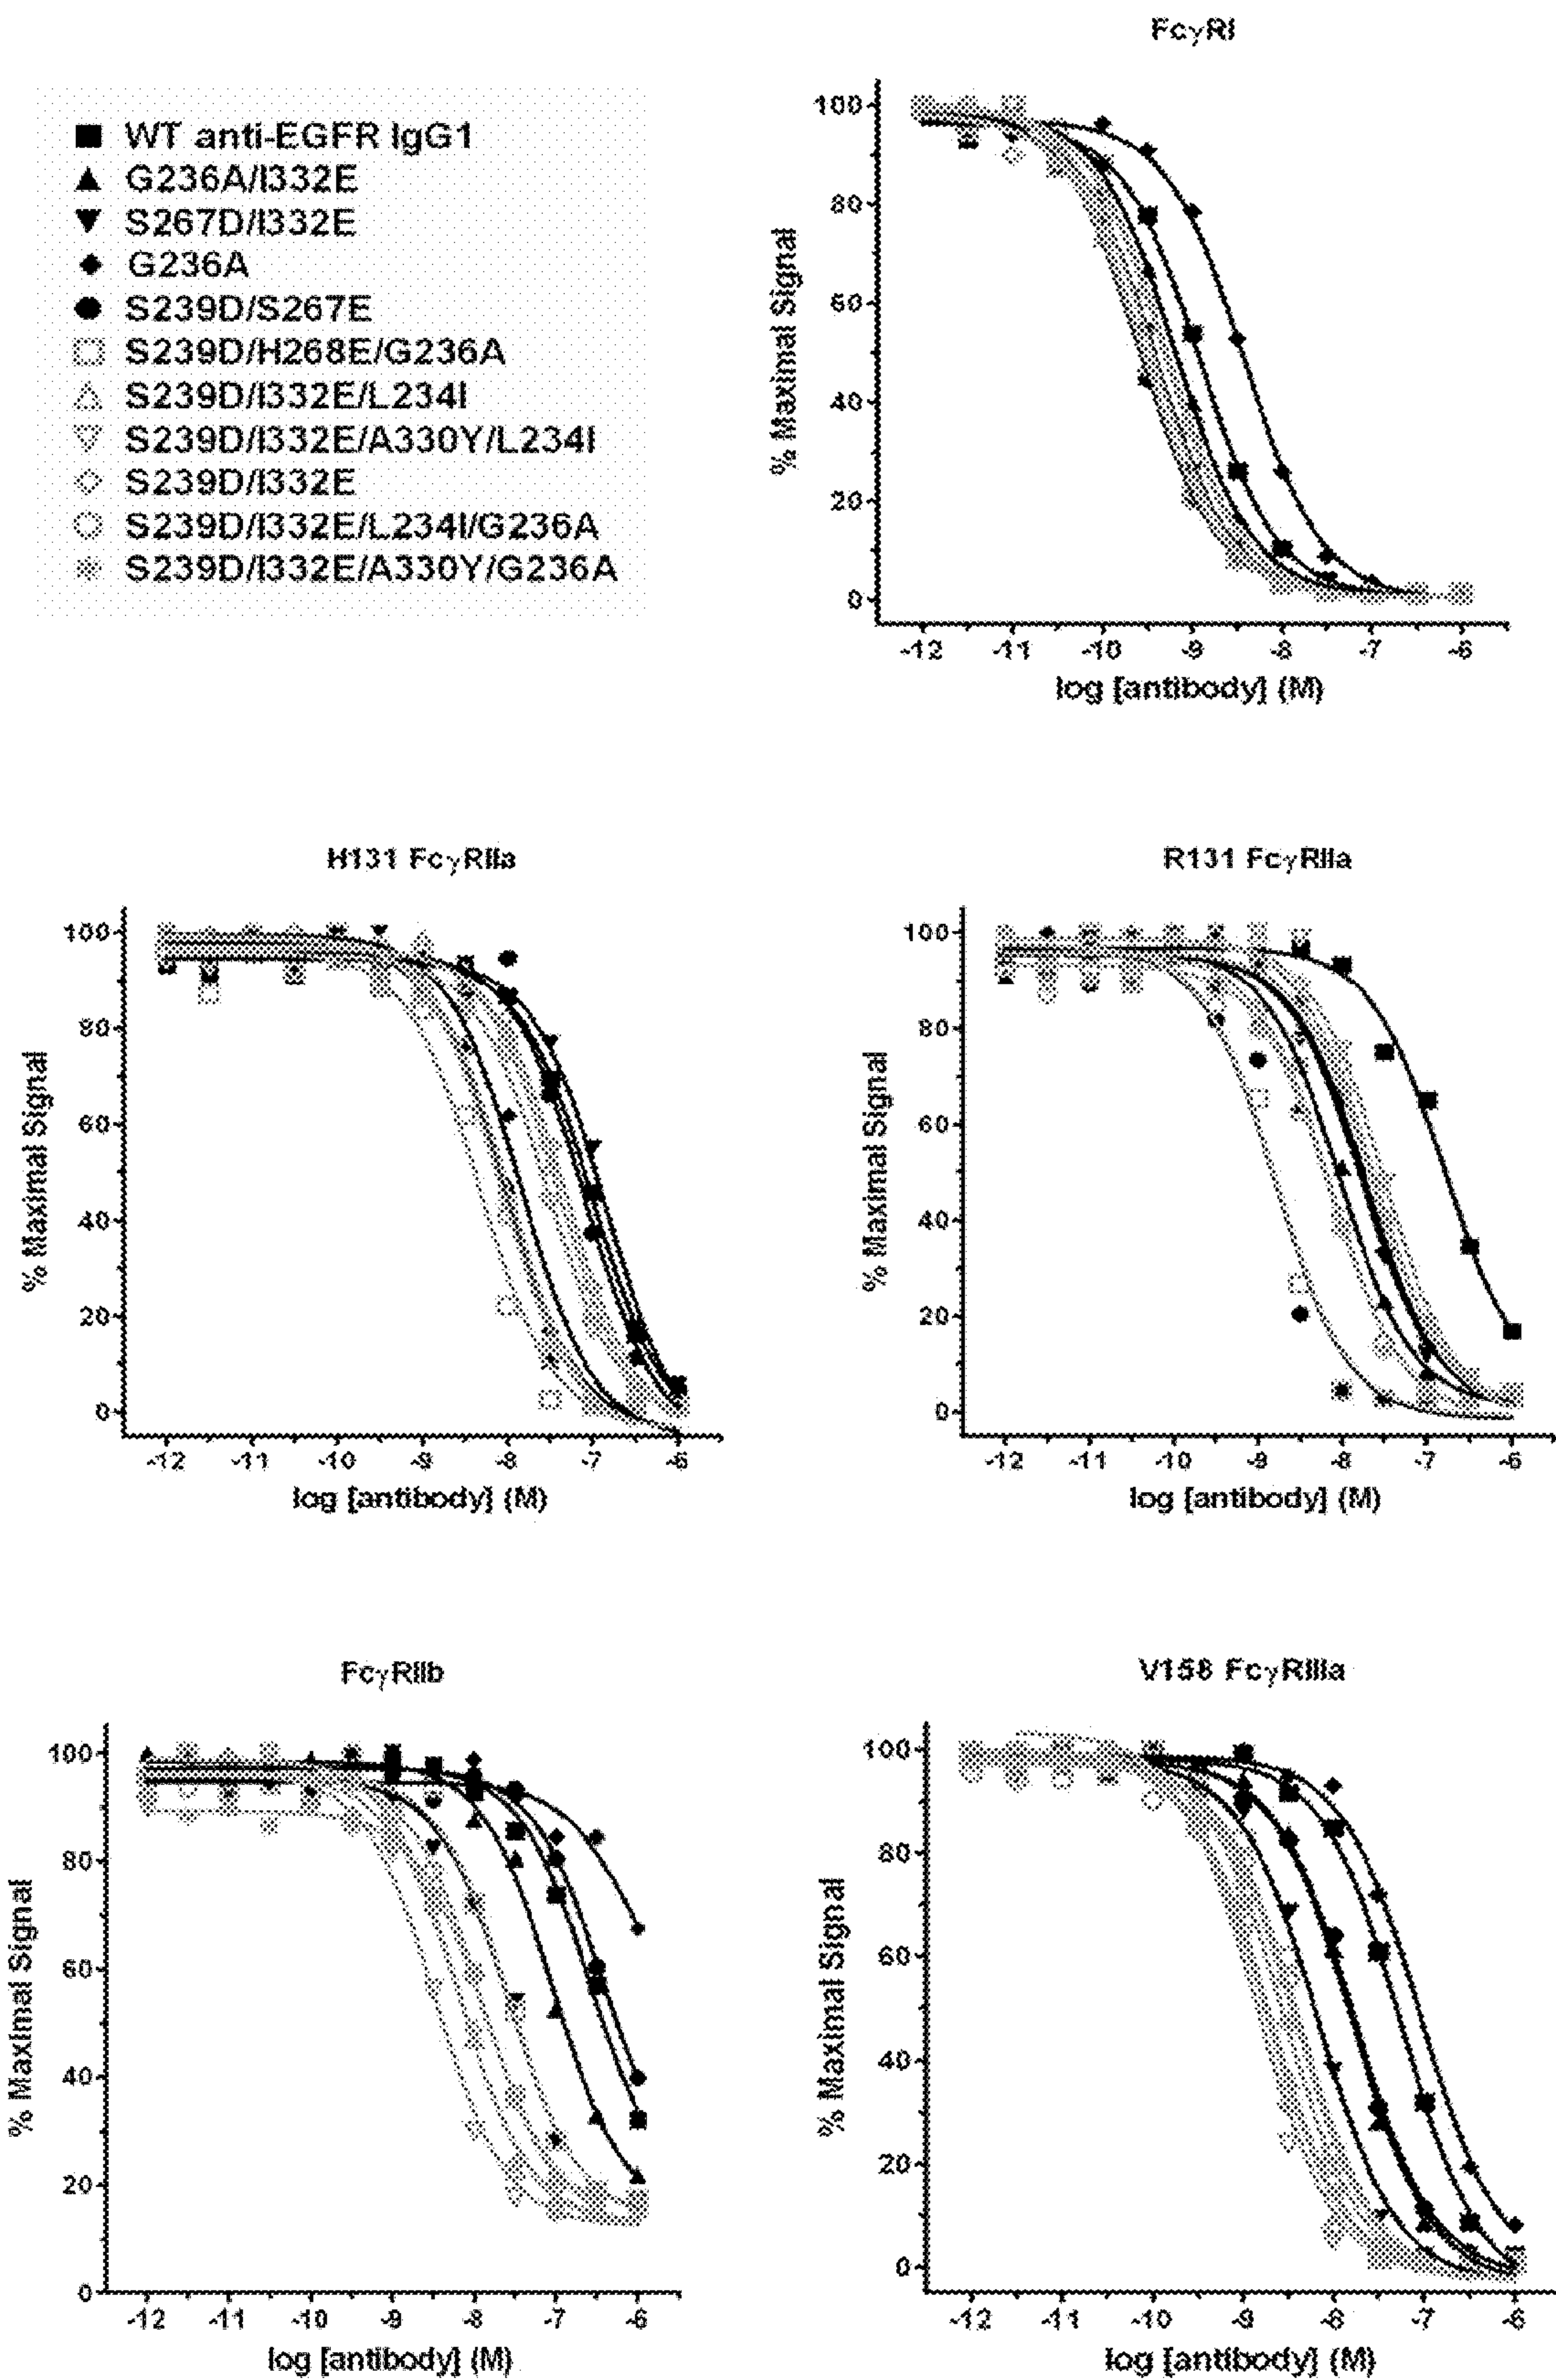 FcγRI
WT anti-EGFR IgG1
G236A/I332E
S267D/I332E
G236A
S239D/S267E
S239D/H268E/G236A
S239D/I332E/L234I
S239D/I332E/A330Y/L234I
S239D/I332E
S239D/I332E/L234I/G236A
S239D/I332E/A330Y/G236A
% Maximal Signal
100
80
60
40
20
0
-12 -11 -10 -9 -8 -7 -6
log [antibody] (M)
H131 FcγRIIa
% Maximal Signal
100
80
60
40
20
0
-12 -11 -10 -9 -8 -7 -6
log [antibody] (M)
R131 FcγRIIa
% Maximal Signal
100
80
60
40
20
0
-12 -11 -10 -9 -8 -7 -6
log [antibody] (M)
FcγRIIb
% Maximal Signal
100
80
60
40
20
0
-12 -11 -10 -9 -8 -7 -6
log [antibody] (M)
V158 FcγRIIIa
% Maximal Signal
100
80
60
40
20
0
-12 -11 -10 -9 -8 -7 -6
log [antibody] (M)